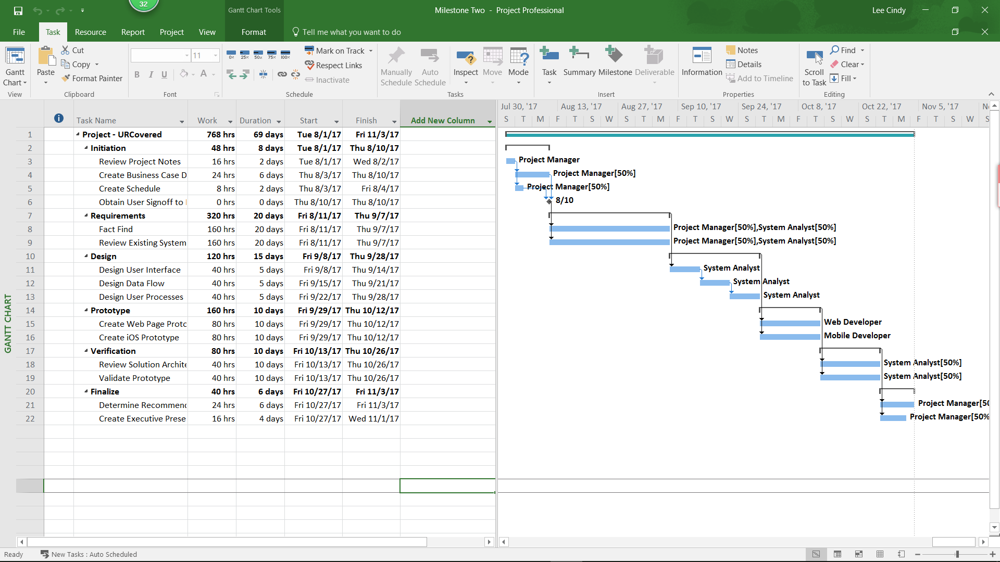 32
Gantt Chart Tools
Milestone Two - Project Professional
Lee Cindy
File Task Resource Report Project View Format Tell me what you want to do
Gantt Chart
View
Paste
Cut
Copy
Format Painter
Clipboard
11
B I U A
Font
0% 25% 50% 75% 100%
Mark on Track
Respect Links
Inactivate
Schedule
Manually Schedule
Auto Schedule
Inspect
Move
Mode
Tasks
Task
Summary
Milestone
Deliverable
Insert
Information
Notes
Details
Add to Timeline
Properties
Scroll to Task
Find
Clear
Fill
Editing
GANTT CHART
Task Name Work Duration Start Finish Add New Column
1 Project - URCovered 768 hrs 69 days Tue 8/1/17 Fri 11/3/17
2 Initiation 48 hrs 8 days Tue 8/1/17 Thu 8/10/17
3 Review Project Notes 16 hrs 2 days Tue 8/1/17 Wed 8/2/17
4 Create Business Case D 24 hrs 6 days Thu 8/3/17 Thu 8/10/17
5 Create Schedule 8 hrs 2 days Thu 8/3/17 Fri 8/4/17
6 Obtain User Signoff to 0 hrs 0 days Thu 8/10/17 Thu 8/10/17
7 Requirements 320 hrs 20 days Fri 8/11/17 Thu 9/7/17
8 Fact Find 160 hrs 20 days Fri 8/11/17 Thu 9/7/17
9 Review Existing System 160 hrs 20 days Fri 8/11/17 Thu 9/7/17
10 Design 120 hrs 15 days Fri 9/8/17 Thu 9/28/17
11 Design User Interface 40 hrs 5 days Fri 9/8/17 Thu 9/14/17
12 Design Data Flow 40 hrs 5 days Fri 9/15/17 Thu 9/21/17
13 Design User Processes 40 hrs 5 days Fri 9/22/17 Thu 9/28/17
14 Prototype 160 hrs 10 days Fri 9/29/17 Thu 10/12/17
15 Create Web Page Proto 80 hrs 10 days Fri 9/29/17 Thu 10/12/17
16 Create iOS Prototype 80 hrs 10 days Fri 9/29/17 Thu 10/12/17
17 Verification 80 hrs 10 days Fri 10/13/17 Thu 10/26/17
18 Review Solution Archite 40 hrs 10 days Fri 10/13/17 Thu 10/26/17
19 Validate Prototype 40 hrs 10 days Fri 10/13/17 Thu 10/26/17
20 Finalize 40 hrs 6 days Fri 10/27/17 Fri 11/3/17
21 Determine Recommend 24 hrs 6 days Fri 10/27/17 Fri 11/3/17
22 Create Executive Prese 16 hrs 4 days Fri 10/27/17 Wed 11/1/17
Jul 30, '17 Aug 13, '17 Aug 27, '17 Sep 10, '17 Sep 24, '17 Oct 8, '17 Oct 22, '17 Nov 5, '17
S T M F T S W S T M F T W S T M F T S W S T M F T S W S
Project Manager
Project Manager[50%]
Project Manager[50%]
8/10
Project Manager[50%],System Analyst[50%]
Project Manager[50%],System Analyst[50%]
System Analyst
System Analyst
System Analyst
Web Developer
Mobile Developer
System Analyst[50%]
System Analyst[50%]
Project Manager[50
Project Manager[50%
Ready New Tasks : Auto Scheduled